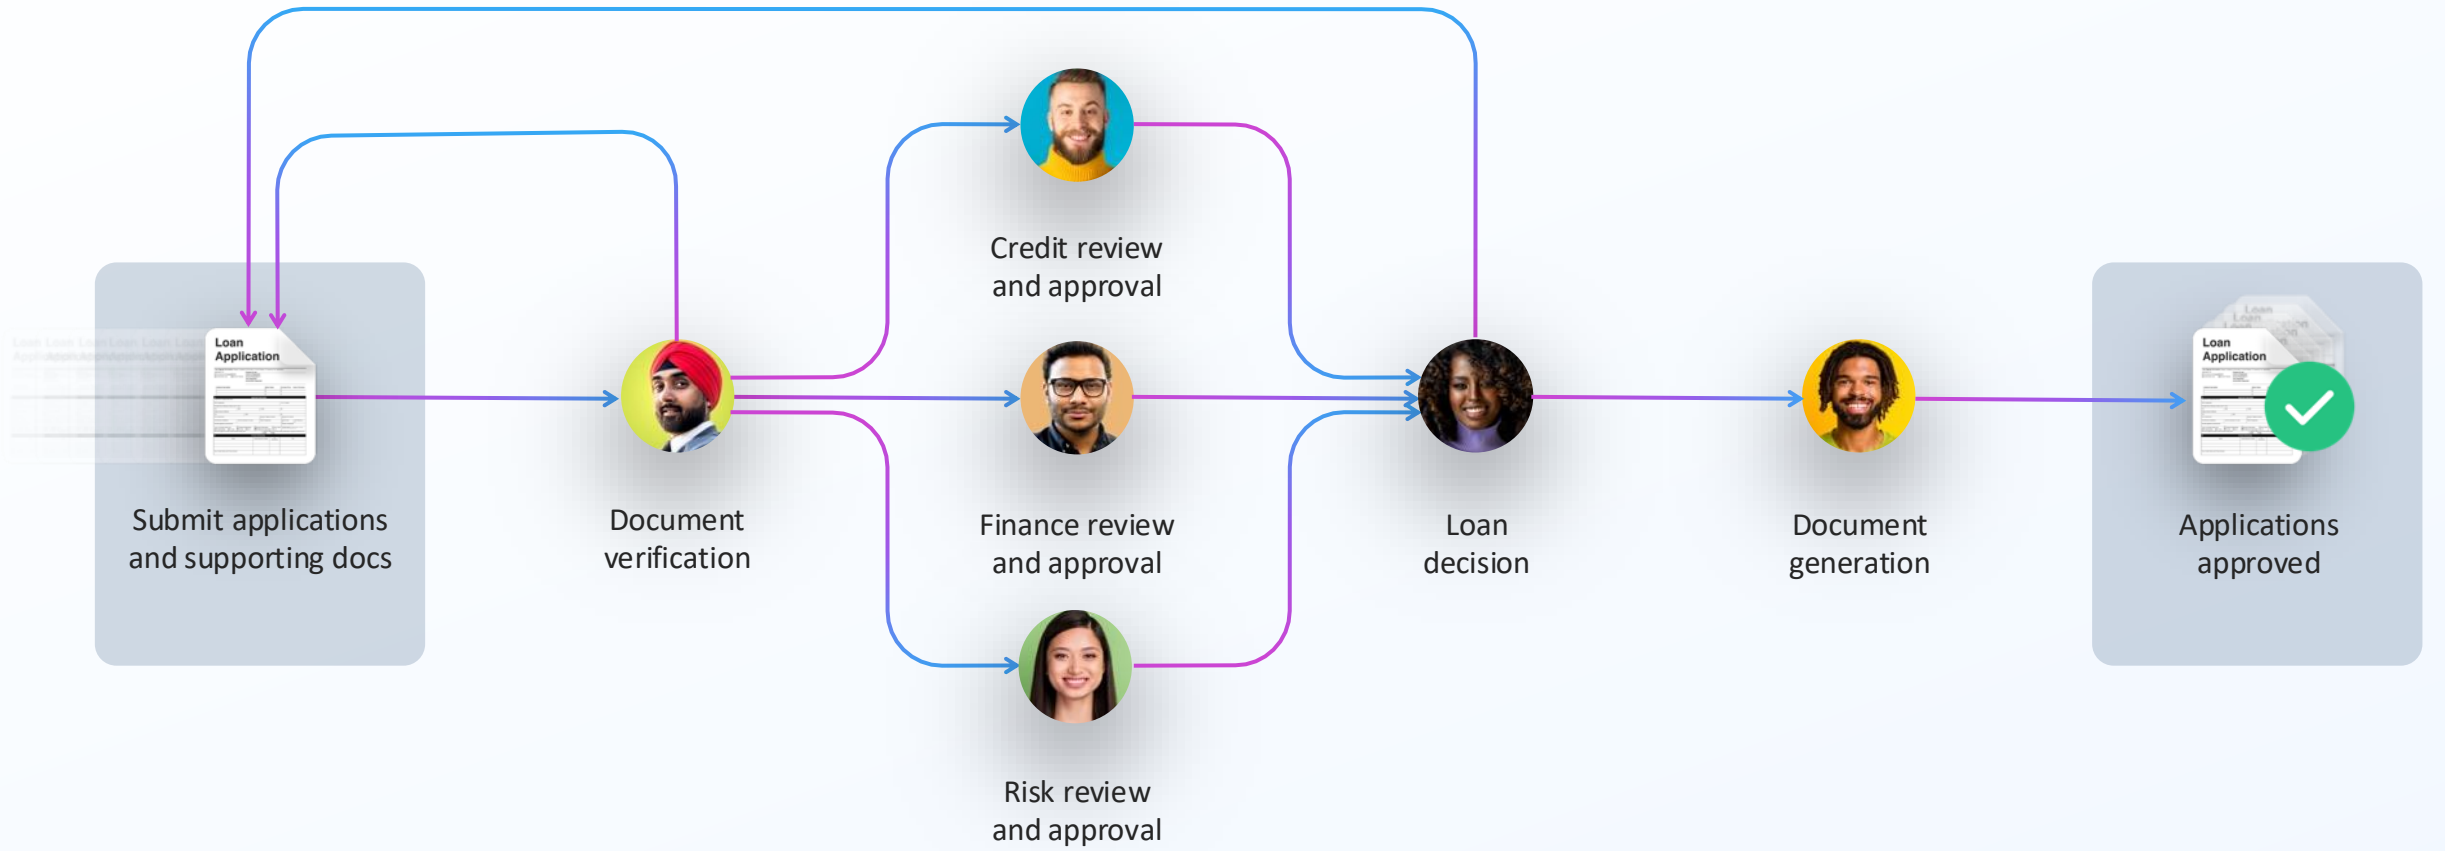 Loan
Application
Submit applications
and supporting docs
Document
verification
Credit review
and approval
Finance review
and approval
Risk review
and approval
Loan
decision
Document
generation
Loan
Application
Applications
approved